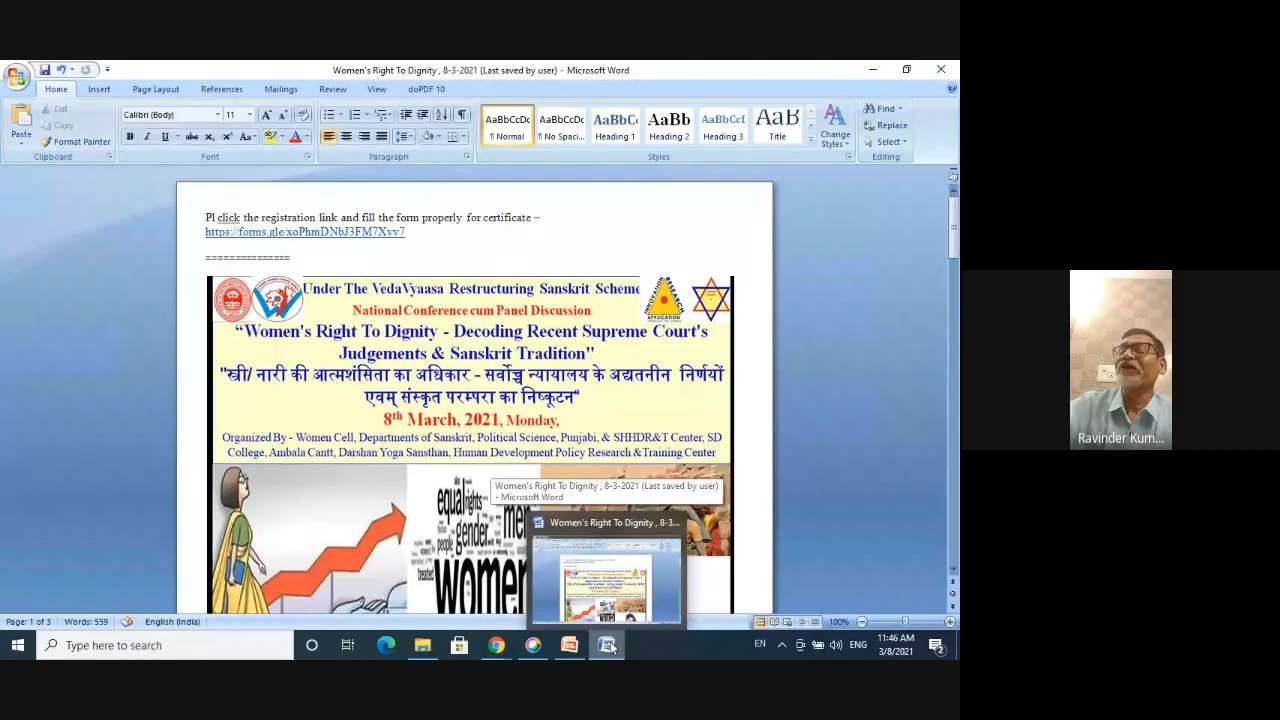 Women's Right To Dignity , 8-3-2021 (Last saved by user) - Microsoft Word
Home Insert Page Layout References Mailings Review View doPDF 10
Cut
Copy
Format Painter
Paste
Clipboard
Calibri (Body) 11
Font
Paragraph
AaBbCcDc AaBbCcDc AaBbC AaBb AaBbCcI AaB
¶ Normal ¶ No Spaci... Heading 1 Heading 2 Heading 3 Title
Change
Styles
Styles
Find
Replace
Select
Editing
Pl click the registration link and fill the form properly for certificate –
https://forms.gle/xoPhmDNbJ3FM7Xvv7
===============
Under The VedaVyaasa Restructuring Sanskrit Scheme
National Conference cum Panel Discussion
“Women's Right To Dignity - Decoding Recent Supreme Court's
Judgements & Sanskrit Tradition"
"स्त्री/ नारी की आत्मशंसिता का अधिकार - सर्वोच्च न्यायालय के अद्यतनीन निर्णयों
एवम् संस्कृत परम्परा का निष्कूटन“
8th March, 2021, Monday,
Organized By - Women Cell, Departments of Sanskrit, Political Science, Punjabi, & SHHDR&T Center, SD
College, Ambala Cantt, Darshan Yoga Sansthan, Human Development Policy Research &Training Center
INNOVATION RESEARCH APPLICATION
equal
rights
gender
equality
women
Women's Right To Dignity , 8-3-2021 (Last saved by user)
- Microsoft Word
Women's Right To Dignity , 8-3...
Page: 1 of 3 Words: 559 English (India) 100%
Type here to search
EN ENG
11:46 AM
3/8/2021
2
Ravinder Kum...